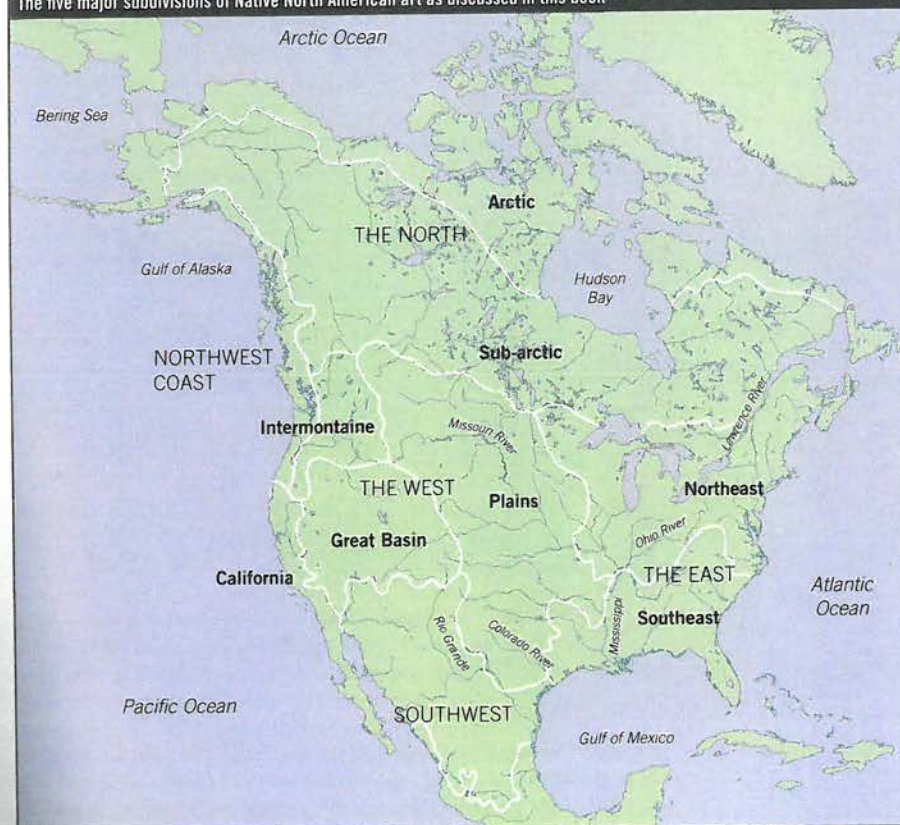 The five major subdivisions of Native North American art as discussed in this book
Arctic Ocean
Bering Sea
Arctic
THE NORTH
Gulf of Alaska
Hudson
Bay
NORTHWEST
COAST
Sub-arctic
Lawrence River
Intermontaine
Missouri River
THE WEST
Plains
Northeast
Great Basin
Ohio River
California
THE EAST
Atlantic
Ocean
Southeast
Mississippi
Rio Grande
Colorado River
Pacific Ocean
SOUTHWEST
Gulf of Mexico